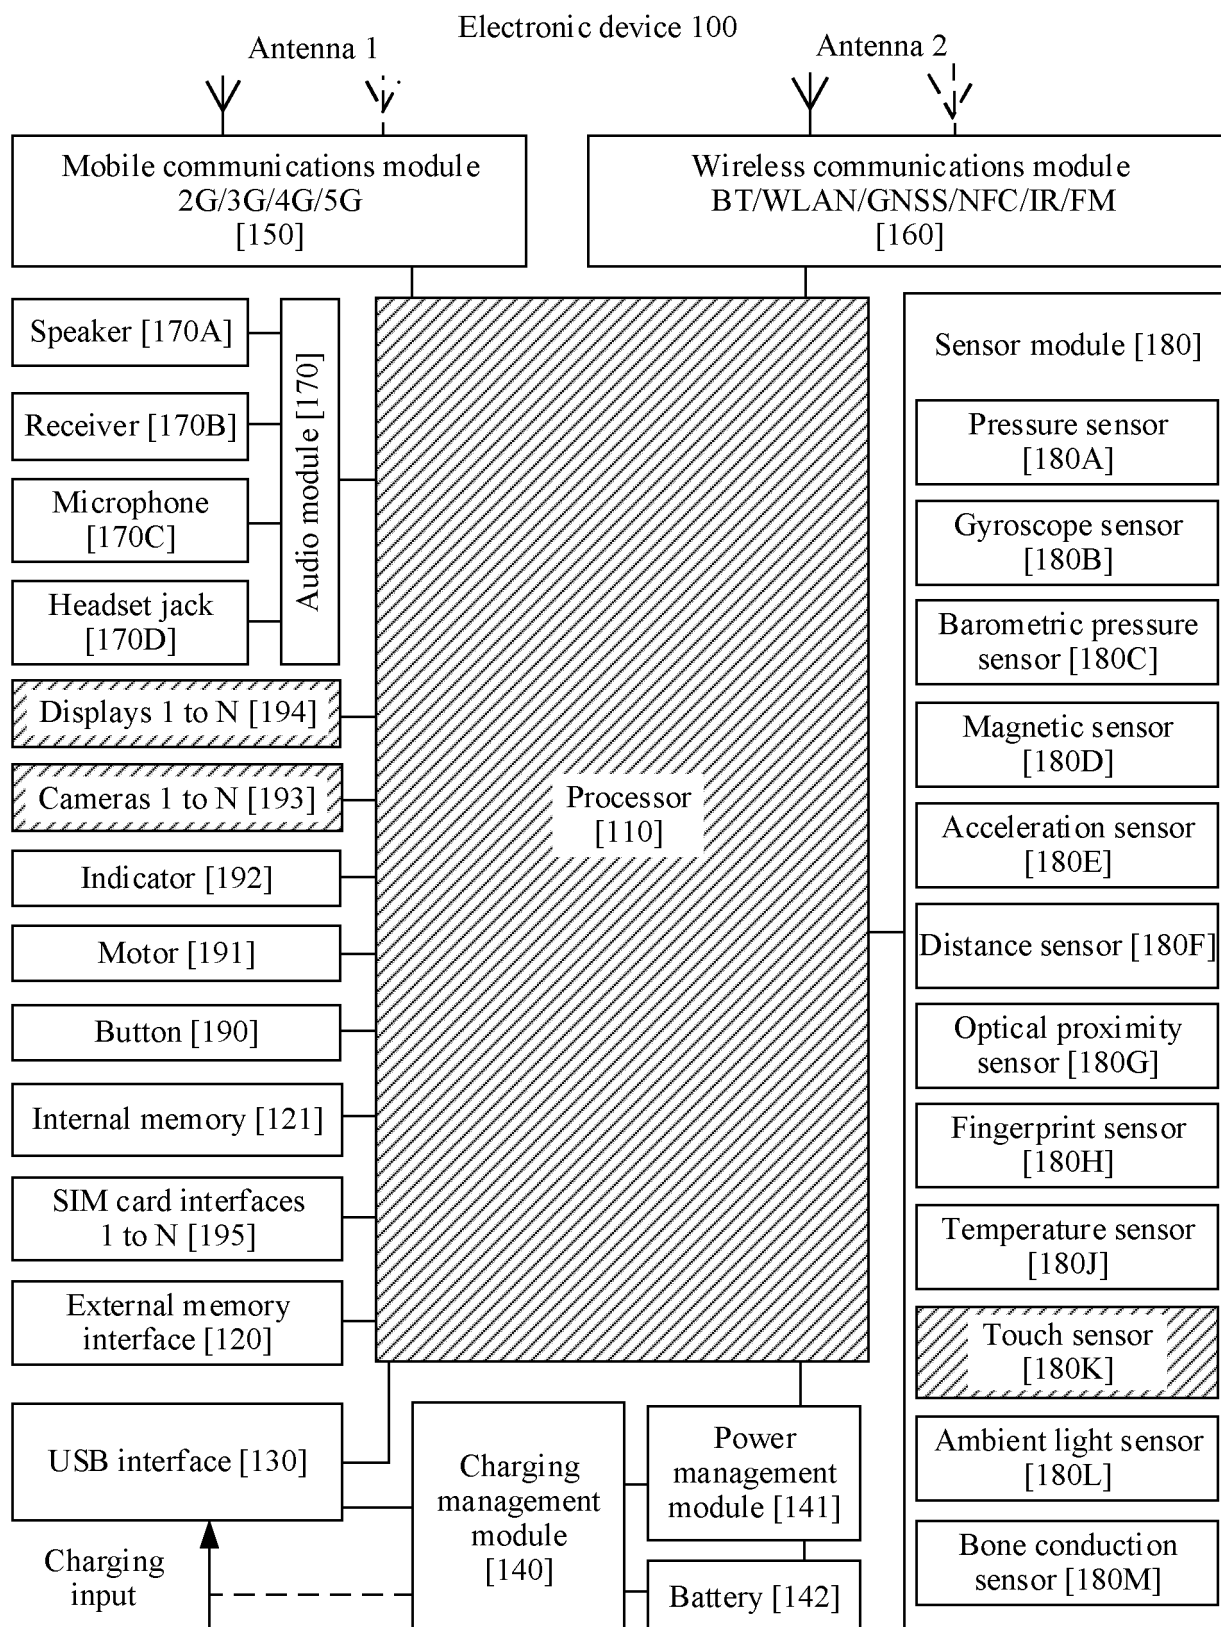 Electronic device 100
Antenna 1
Antenna 2
Mobile communications module
2G/3G/4G/5G
[150]
Wireless communications module
BT/WLAN/GNSS/NFC/IR/FM
[160]
Speaker [170A]
Receiver [170B]
Microphone
[170C]
Headset jack
[170D]
Audio module [170]
Displays 1 to N [194]
Cameras 1 to N [193]
Indicator [192]
Motor [191]
Button [190]
Internal memory [121]
SIM card interfaces
1 to N [195]
External memory
interface [120]
Processor
[110]
Sensor module [180]
Pressure sensor
[180A]
Gyroscope sensor
[180B]
Barometric pressure
sensor [180C]
Magnetic sensor
[180D]
Acceleration sensor
[180E]
Distance sensor [180F]
Optical proximity
sensor [180G]
Fingerprint sensor
[180H]
Temperature sensor
[180J]
Touch sensor
[180K]
Ambient light sensor
[180L]
Bone conduction
sensor [180M]
USB interface [130]
Charging
input
Charging
management
module
[140]
Power
management
module [141]
Battery [142]